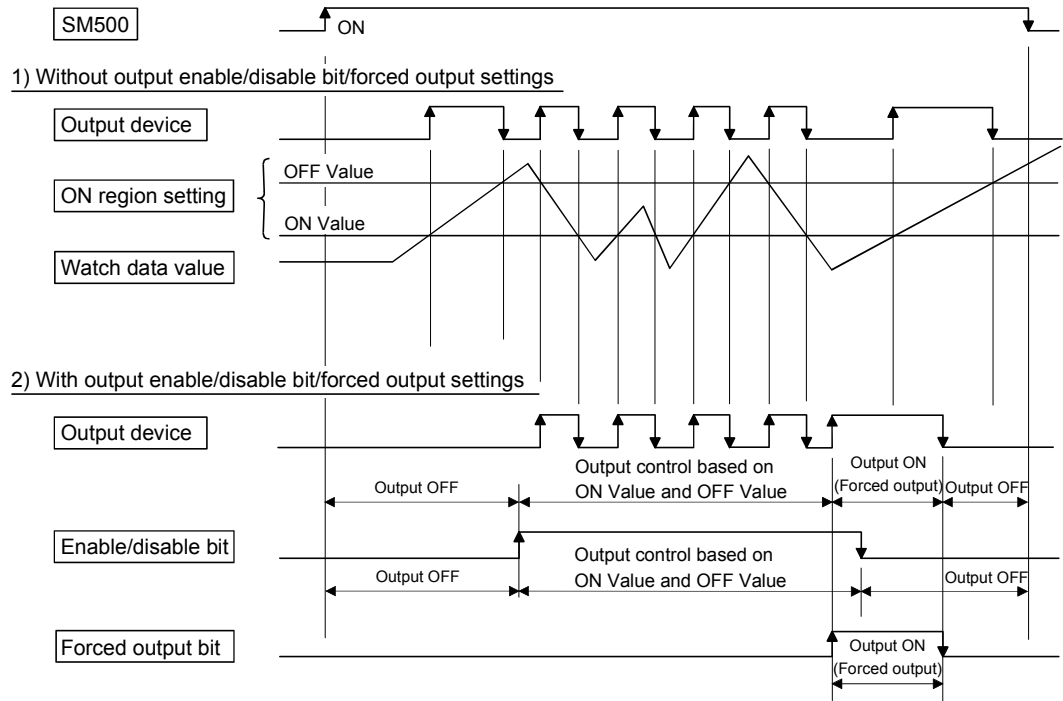 SM500
ON
1) Without output enable/disable bit/forced output settings
Output device
OFF Value
ON region setting
ON Value
Watch data value
2) With output enable/disable bit/forced output settings
Output device
Output OFF
Output control based on
ON Value and OFF Value
Output ON
(Forced output)
Output OFF
Enable/disable bit
Output OFF
Output control based on
ON Value and OFF Value
Output OFF
Forced output bit
Output ON
(Forced output)